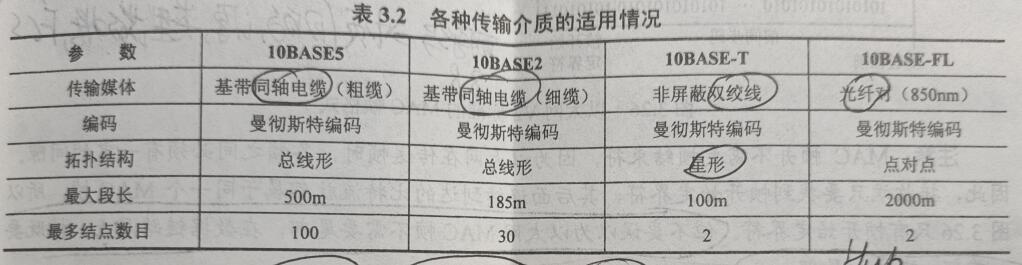 表 3.2 各种传输介质的适用情况
参 数 10BASE5 10BASE2 10BASE-T 10BASE-FL
传输媒体 基带同轴电缆（粗缆） 基带同轴电缆（细缆） 非屏蔽双绞线 光纤对（850nm）
编码 曼彻斯特编码 曼彻斯特编码 曼彻斯特编码 曼彻斯特编码
拓扑结构 总线形 总线形 星形 点对点
最大段长 500m 185m 100m 2000m
最多结点数目 100 30 2 2
Hub